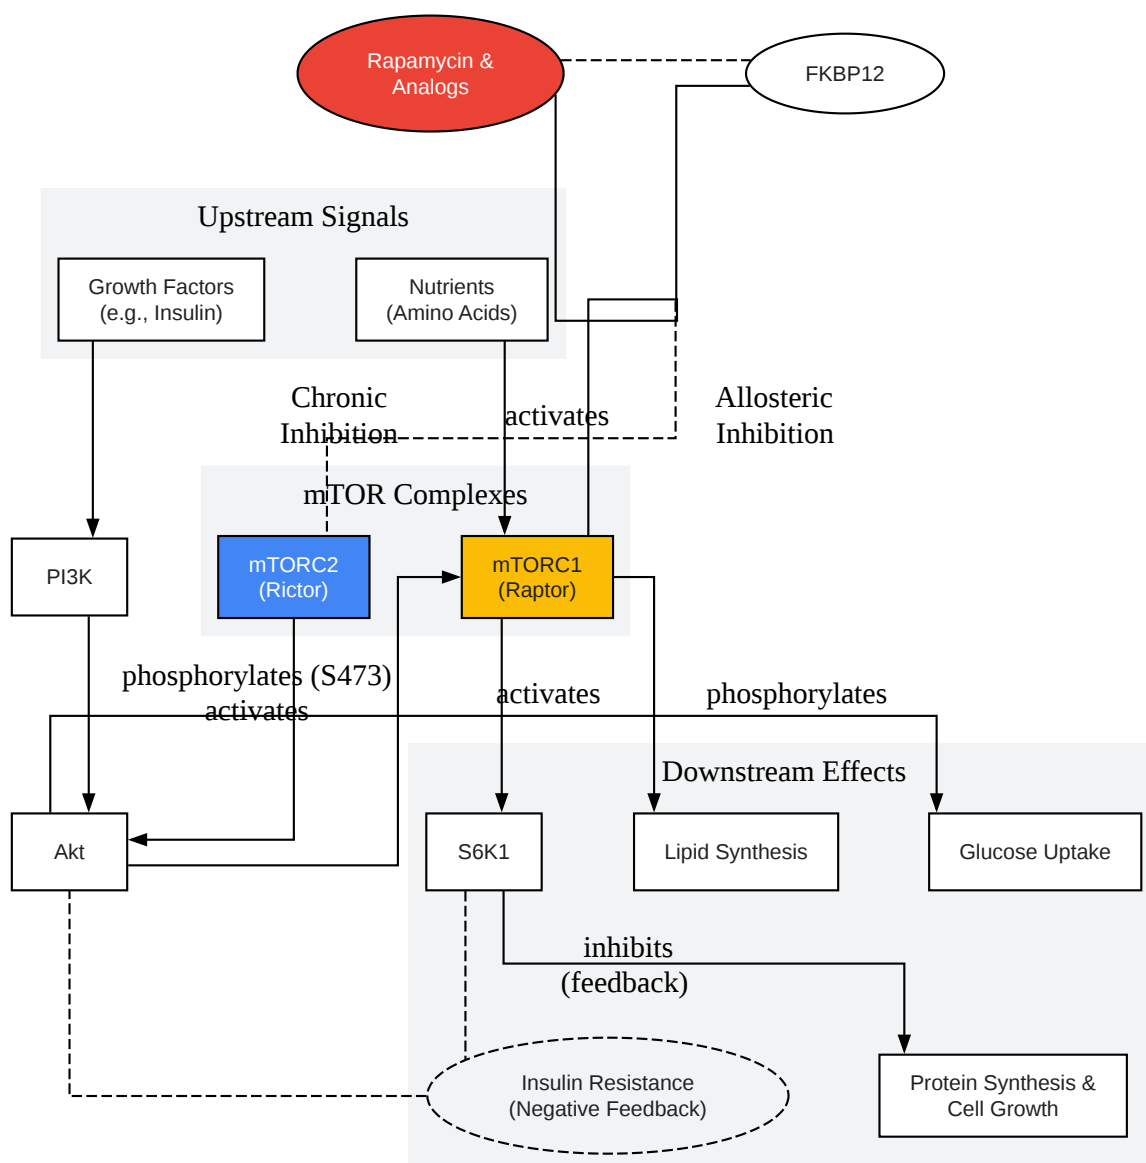 Rapamycin &
Analogs
FKBP12
Upstream Signals
Growth Factors
(e.g., Insulin)
Nutrients
(Amino Acids)
Chronic
Inhibition
activates
Allosteric
Inhibition
mTOR Complexes
PI3K
mTORC2
(Rictor)
mTORC1
(Raptor)
phosphorylates (S473)
activates
activates
phosphorylates
Downstream Effects
Akt
S6K1
Lipid Synthesis
Glucose Uptake
inhibits
(feedback)
Insulin Resistance
(Negative Feedback)
Protein Synthesis &
Cell Growth